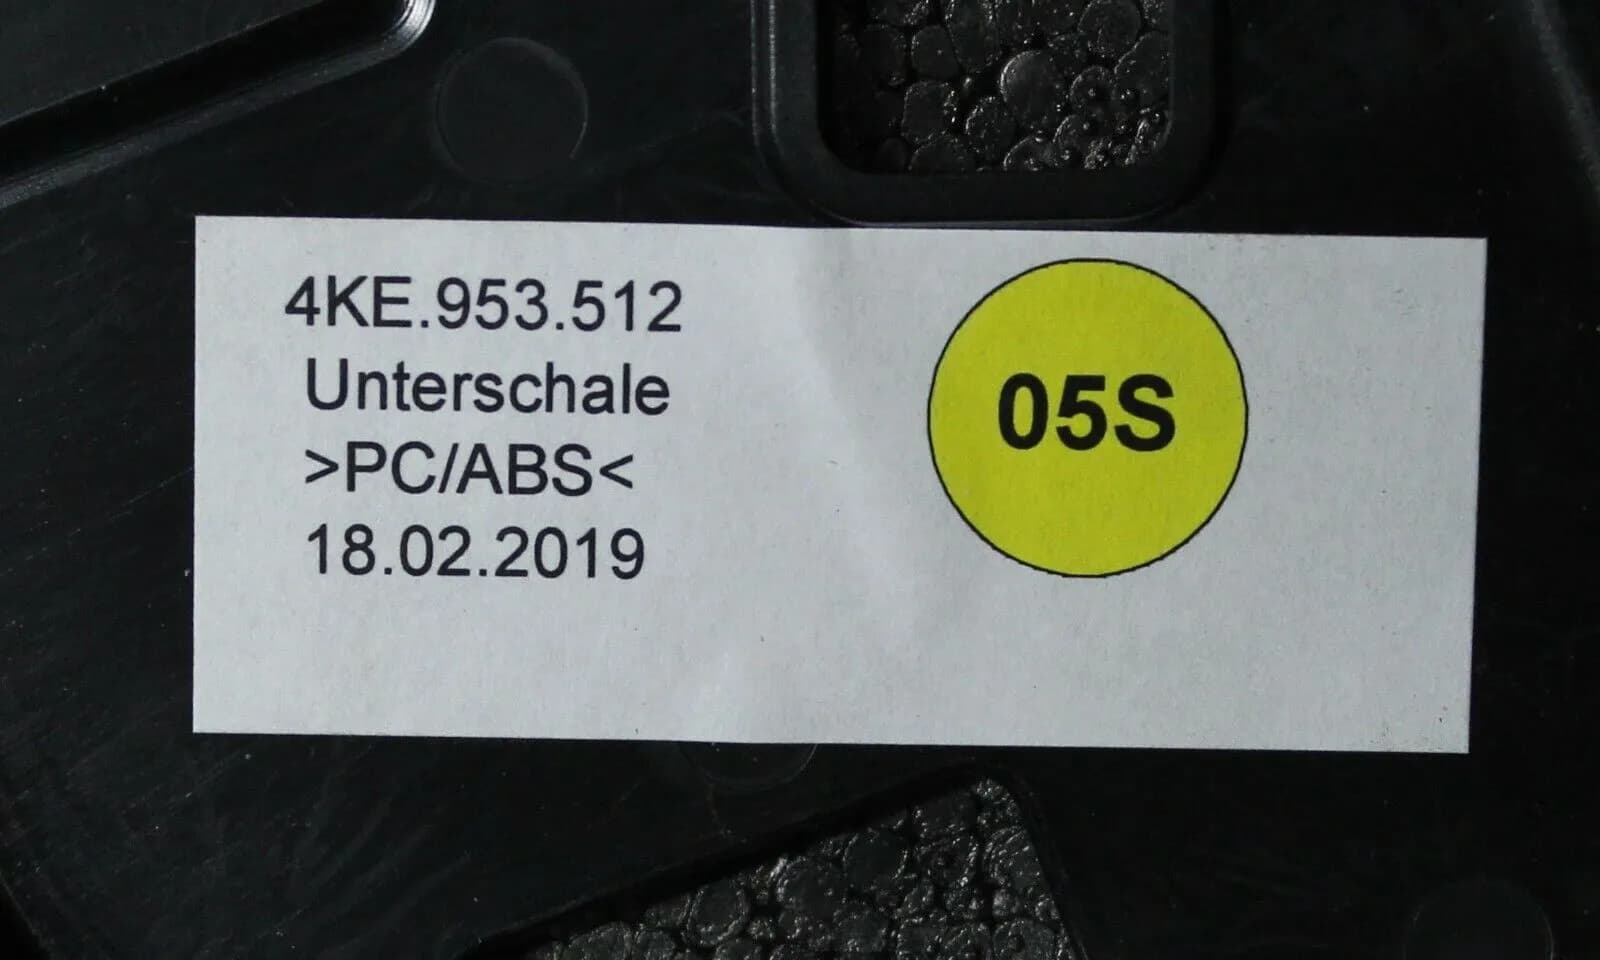 4KE.953.512
Unterschale
>PC/ABS<
18.02.2019
05S